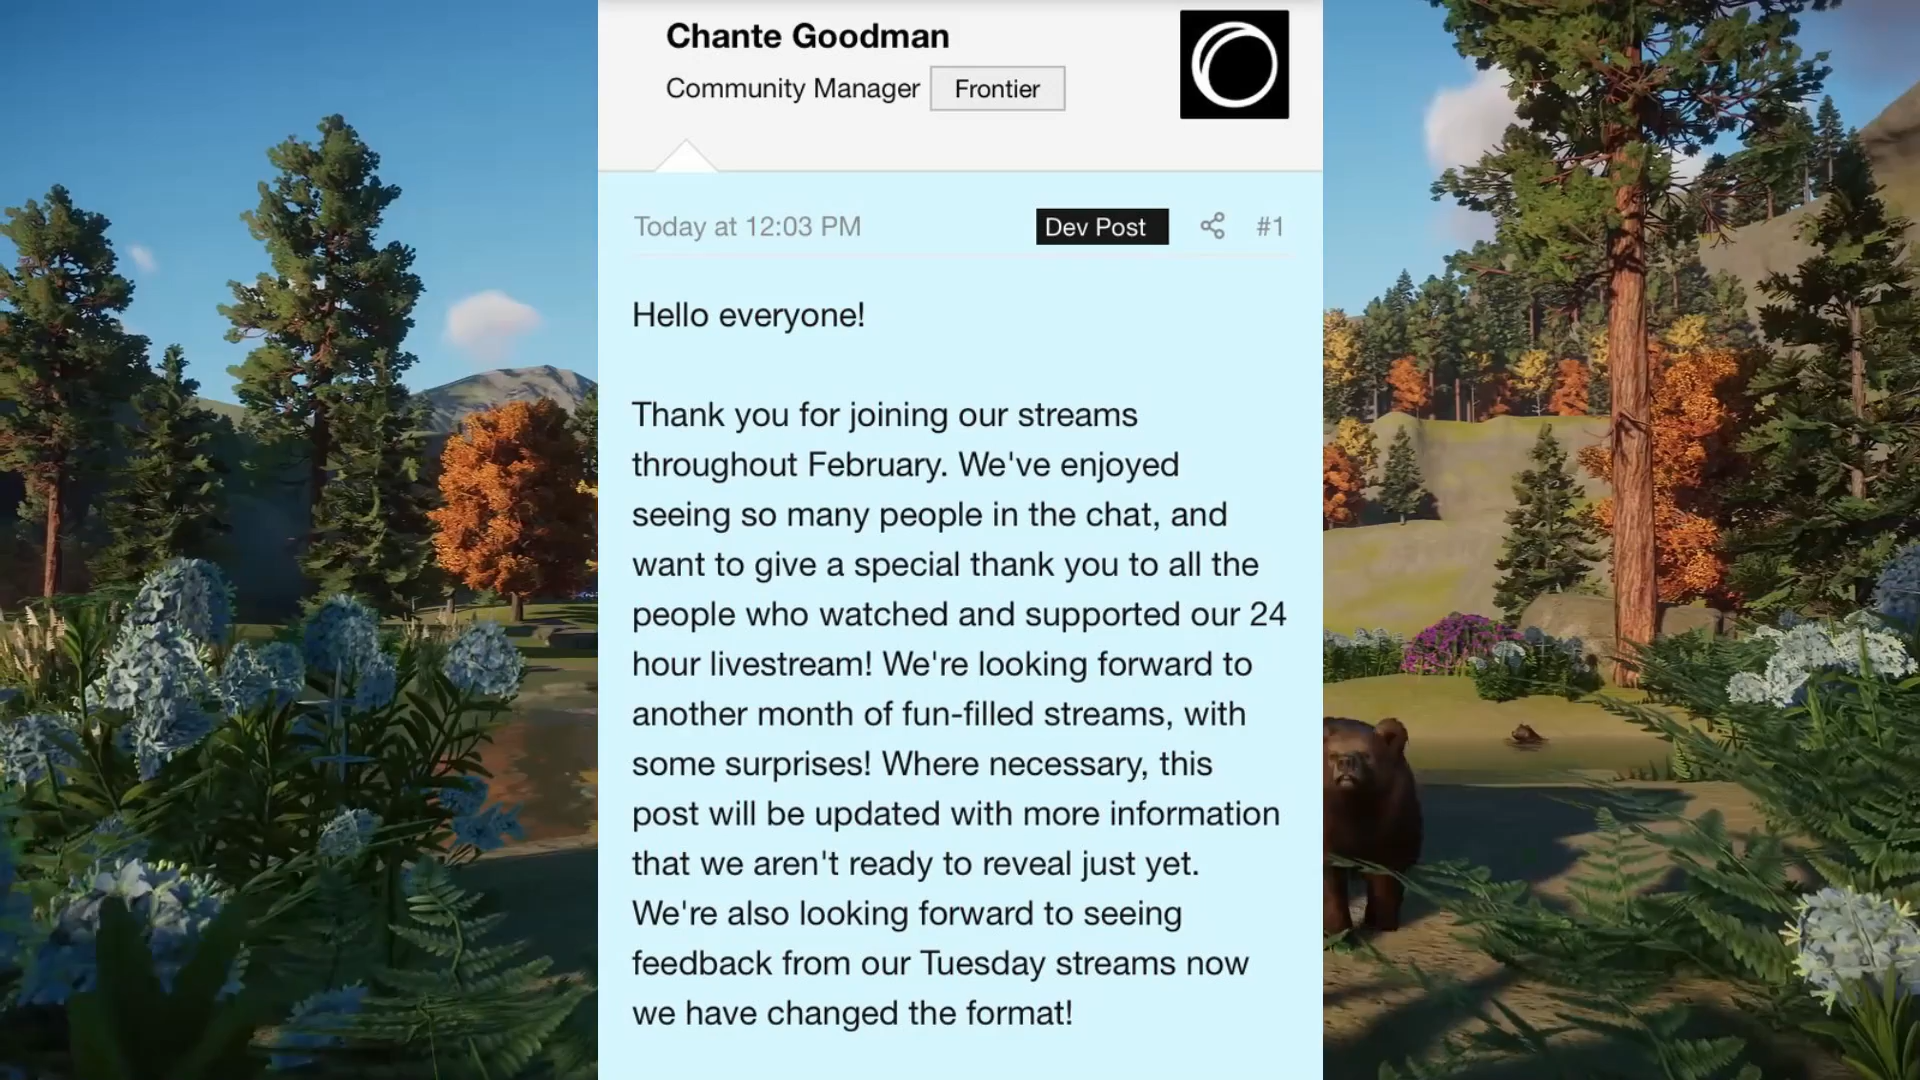 Chante Goodman
Community Manager Frontier
Today at 12:03 PM Dev Post #1
Hello everyone!
Thank you for joining our streams
throughout February. We've enjoyed
seeing so many people in the chat, and
want to give a special thank you to all the
people who watched and supported our 24
hour livestream! We're looking forward to
another month of fun-filled streams, with
some surprises! Where necessary, this
post will be updated with more information
that we aren't ready to reveal just yet.
We're also looking forward to seeing
feedback from our Tuesday streams now
we have changed the format!